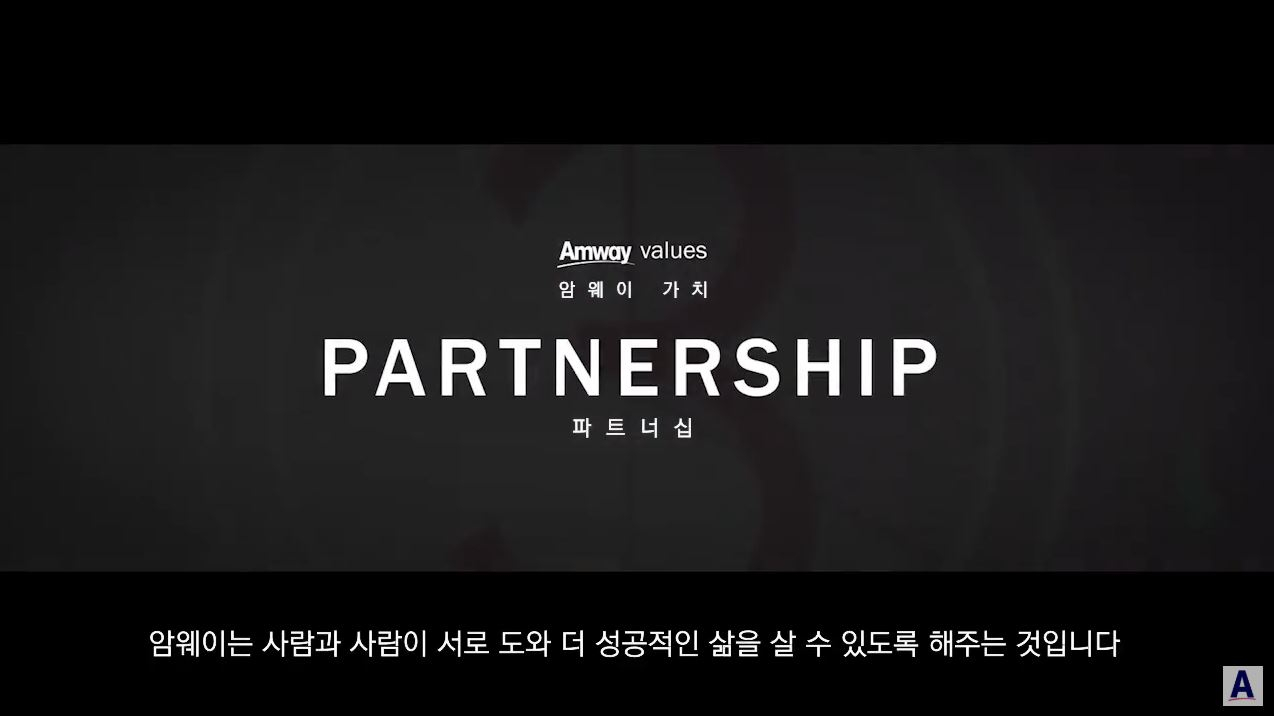 Amway values
암웨이 가치
PARTNERSHIP
파트너십
암웨이는 사람과 사람이 서로 도와 더 성공적인 삶을 살 수 있도록 해주는 것입니다
A